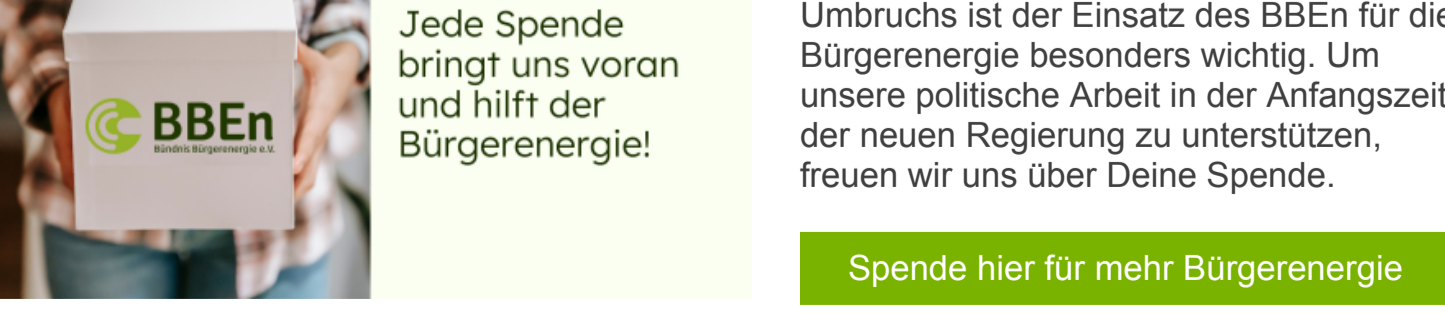 BBEn
Bündnis Bürgerenergie e.V.
Jede Spende
bringt uns voran
und hilft der
Bürgerenergie!
Umbruchs ist der Einsatz des BBEn für die
Bürgerenergie besonders wichtig. Um
unsere politische Arbeit in der Anfangszeit
der neuen Regierung zu unterstützen,
freuen wir uns über Deine Spende.
Spende hier für mehr Bürgerenergie